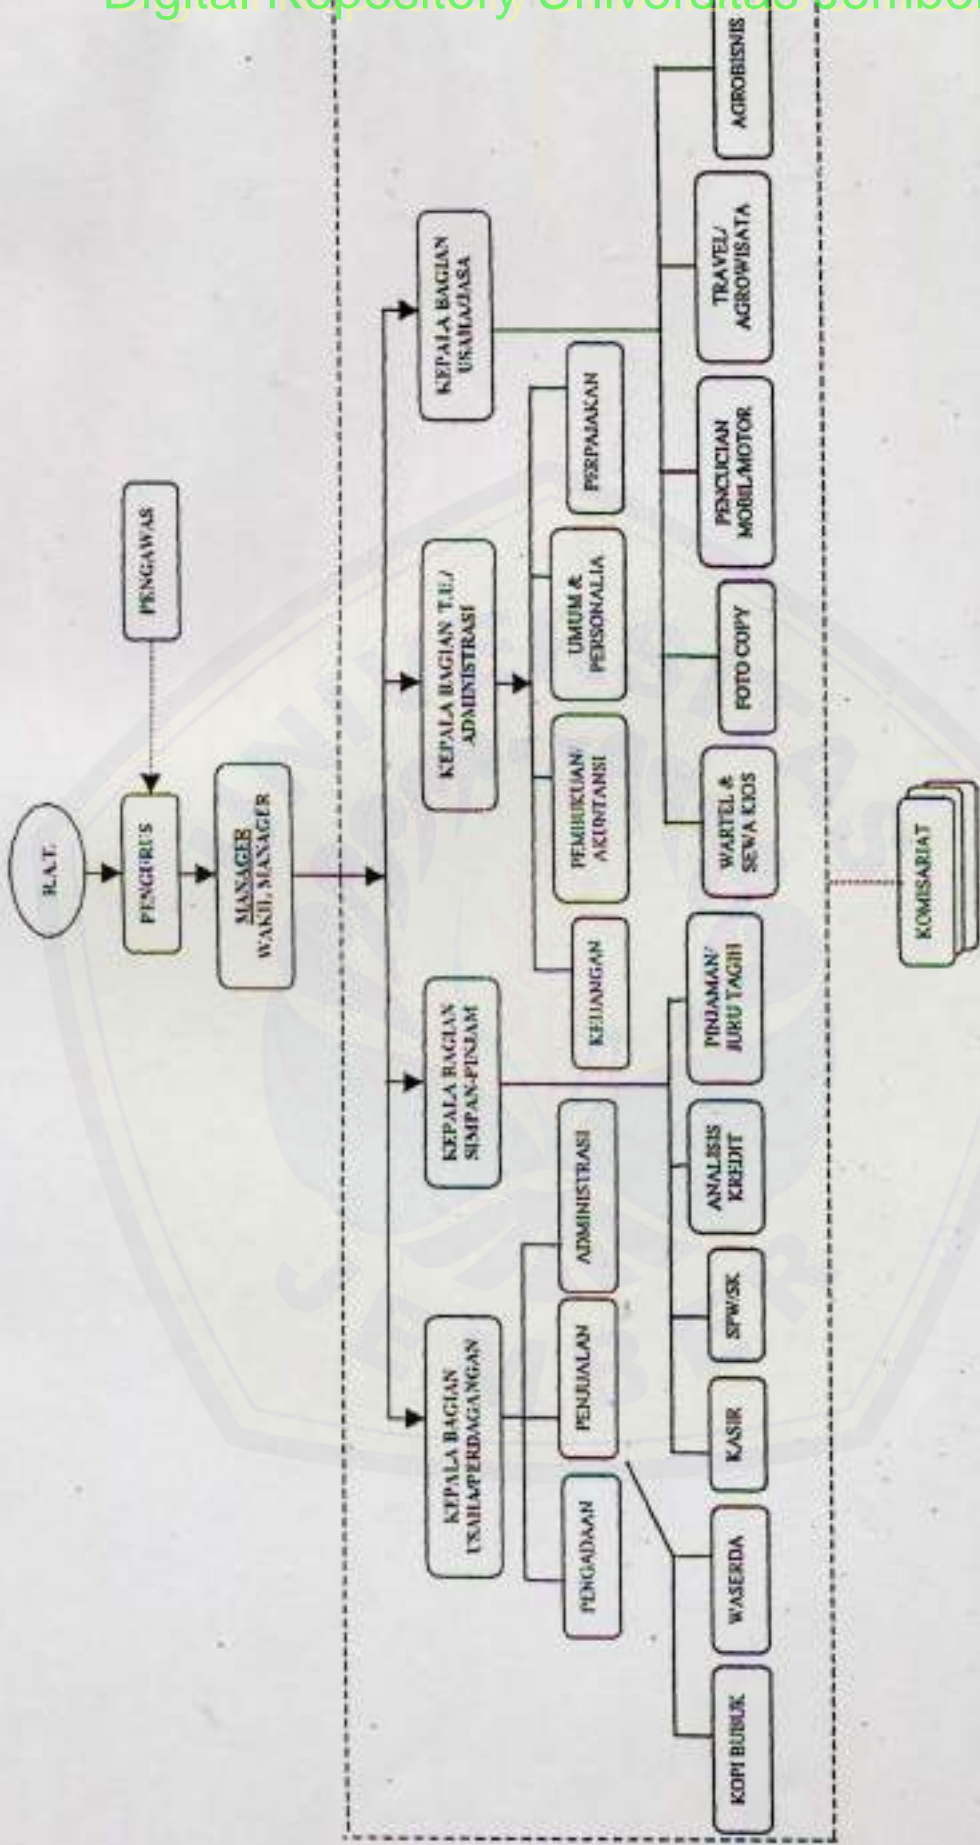 Digital Repository Universitas Jember
R.A.T.
PENGURUS
PENGAWAS
MANAGER
WAKIL MANAGER
KEPALA BAGIAN
USAHA/PERDAGANGAN
KEPALA BAGIAN
SIMPAN-PINJAM
KEPALA BAGIAN T.U./
ADMINISTRASI
KEPALA BAGIAN
USAHA/JASA
PENGADAAN
PENJUALAN
ADMINISTRASI
KEUANGAN
PEMBUKUAN/
AKUNTANSI
UMUM &
PERSONALIA
PERPAJAKAN
KOPI BUBUK
WASERDA
KASIR
SPW/SK
ANALISIS
KREDIT
PINJAMAN/
JURU TAGIH
WARTEL &
SEWA KIOS
FOTO COPY
PENCUCIAN
MOBIL/MOTOR
TRAVEL/
AGROWISATA
AGROBISNIS
KOMISARIAT
UNIVERSITAS
JEMBER